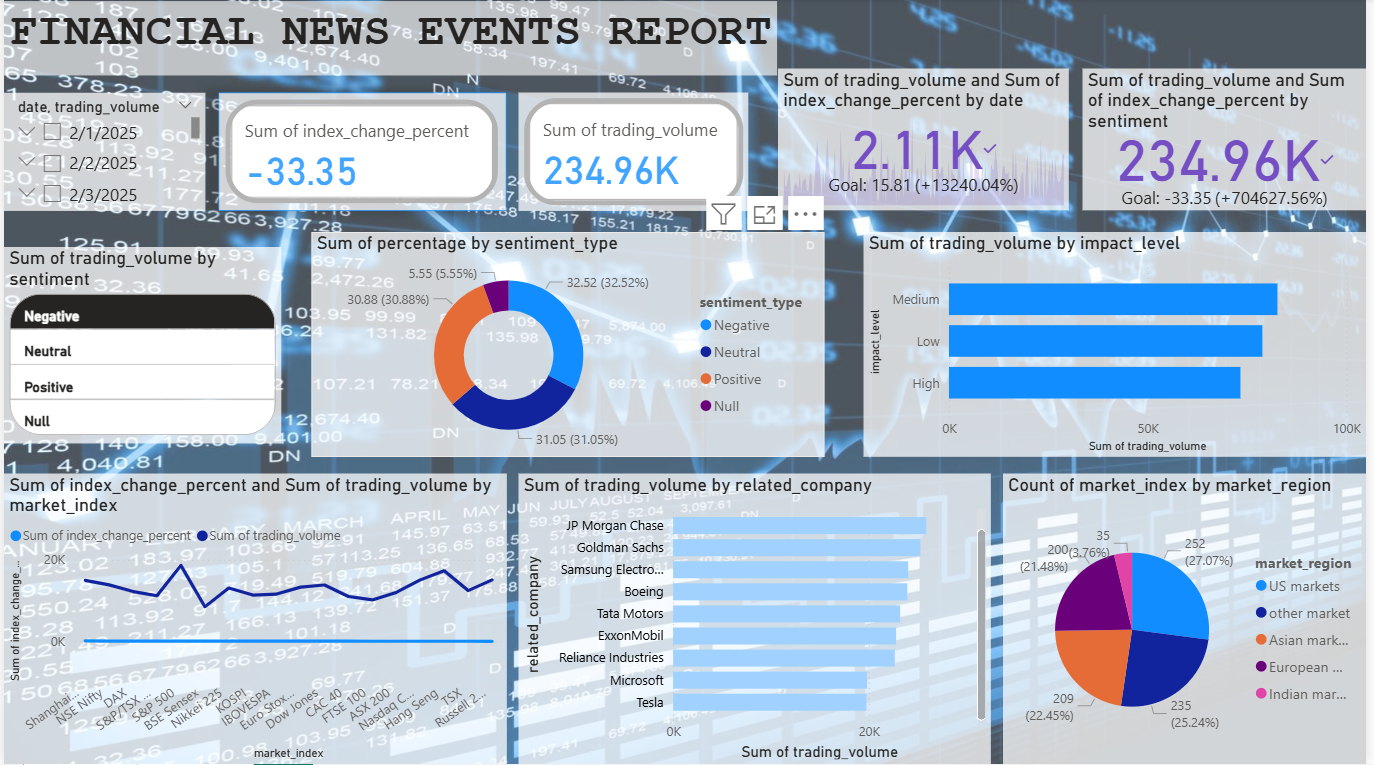 FINANCIAL NEWS EVENTS REPORT
date, trading_volume
2/1/2025
2/2/2025
2/3/2025
Sum of index_change_percent
-33.35
Sum of trading_volume
234.96K
Sum of trading_volume and Sum of
index_change_percent by date
2.11K
Goal: 15.81 (+13240.04%)
Sum of trading_volume and Sum
of index_change_percent by
sentiment
234.96K
Goal: -33.35 (+704627.56%)
Sum of trading_volume by
sentiment
Negative
Neutral
Positive
Null
Sum of percentage by sentiment_type
5.55 (5.55%)
32.52 (32.52%)
30.88 (30.88%)
31.05 (31.05%)
sentiment_type
Negative
Neutral
Positive
Null
Sum of trading_volume by impact_level
impact_level
Medium
Low
High
0K
50K
100K
Sum of trading_volume
Sum of index_change_percent and Sum of trading_volume by
market_index
Sum of index_change_percent
Sum of trading_volume
Sum of index_change_...
20K
0K
Shanghai...
NSE Nifty
DAX
S&P/TSX ...
S&P 500
BSE Sensex
Nikkei 225
KOSPI
IBOVESPA
Euro Stox...
Dow Jones
CAC 40
FTSE 100
ASX 200
Nasdaq C...
Hang Seng
TSX
Russell 2...
market_index
Sum of trading_volume by related_company
related_company
JP Morgan Chase
Goldman Sachs
Samsung Electro...
Boeing
Tata Motors
ExxonMobil
Reliance Industries
Microsoft
Tesla
0K
20K
Sum of trading_volume
Count of market_index by market_region
35
(3.76%)
200
(21.48%)
252
(27.07%)
209
(22.45%)
235
(25.24%)
market_region
US markets
other market
Asian mark...
European ...
Indian mar...